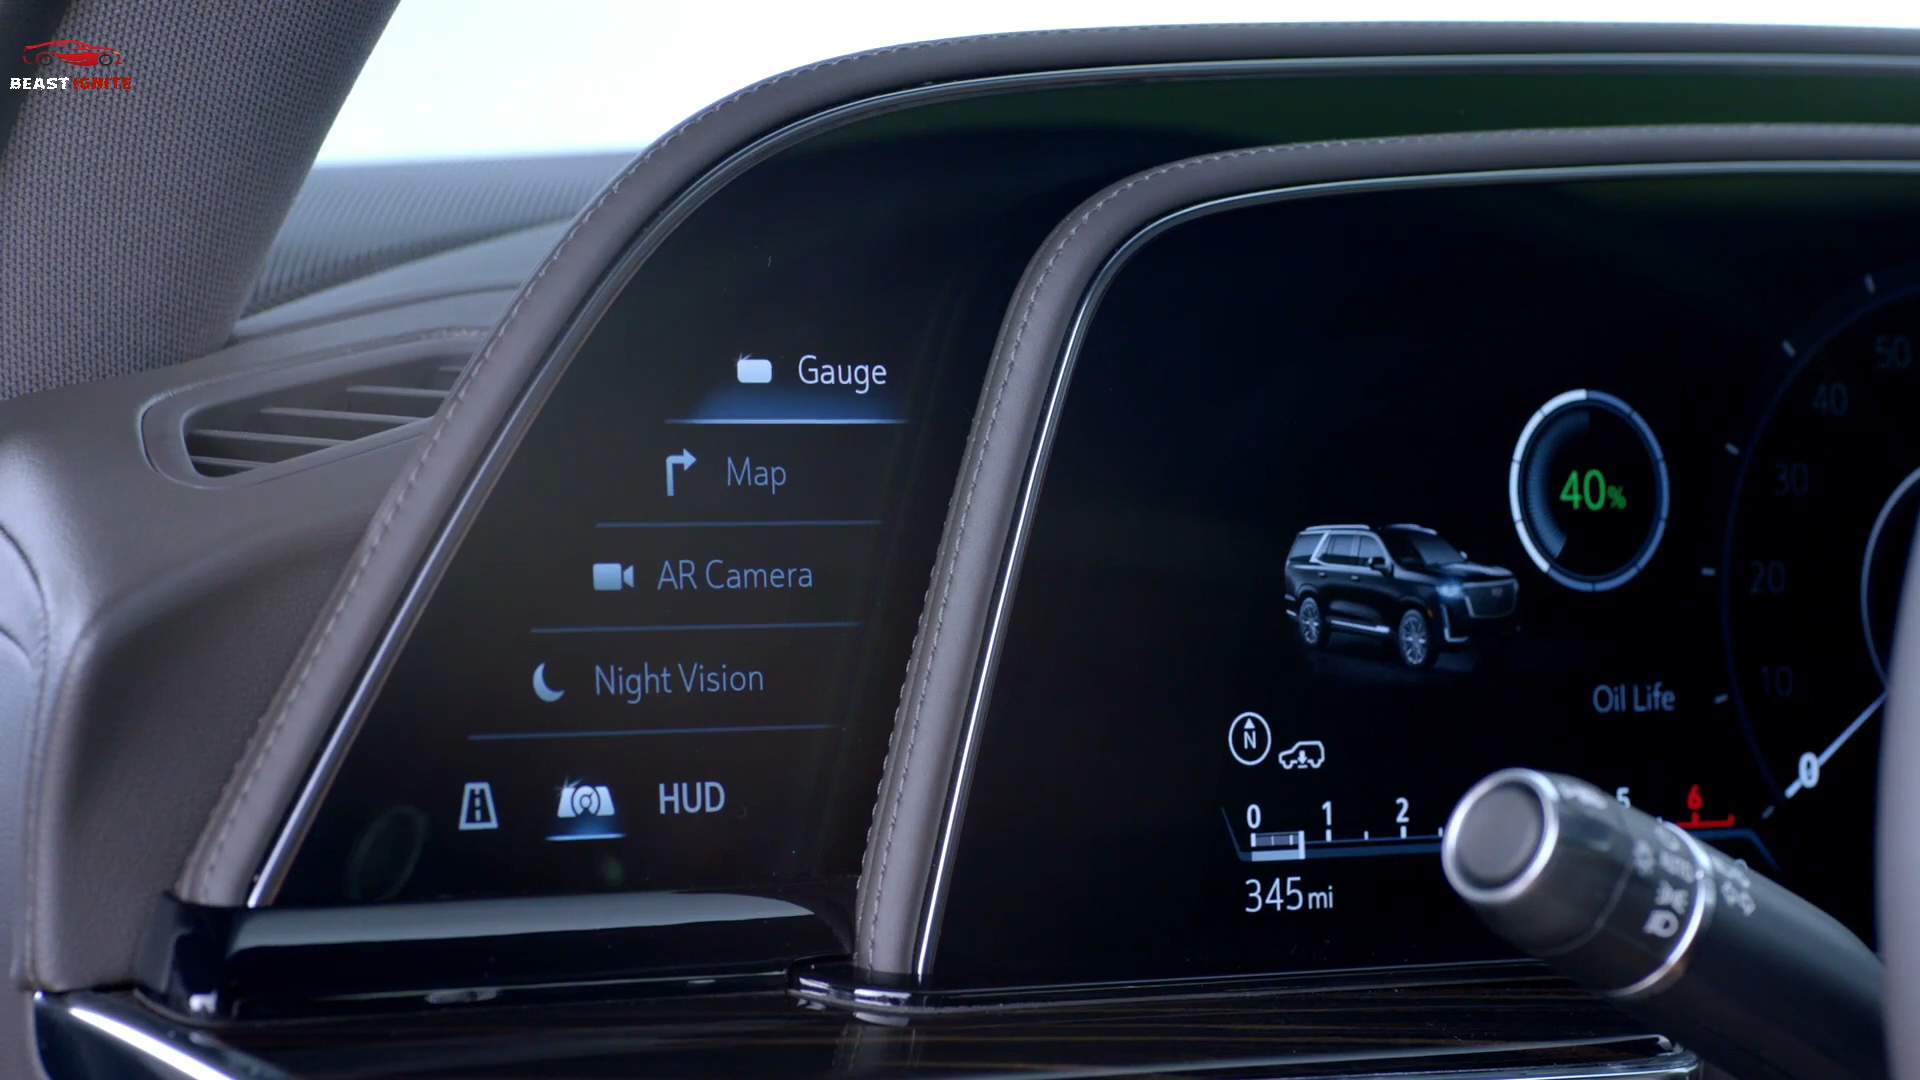 BEAST IGNITE
Gauge
Map
AR Camera
Night Vision
HUD
40%
Oil Life
N
0 1 2 5 6
345mi
50
40
30
20
10
0
AUTO